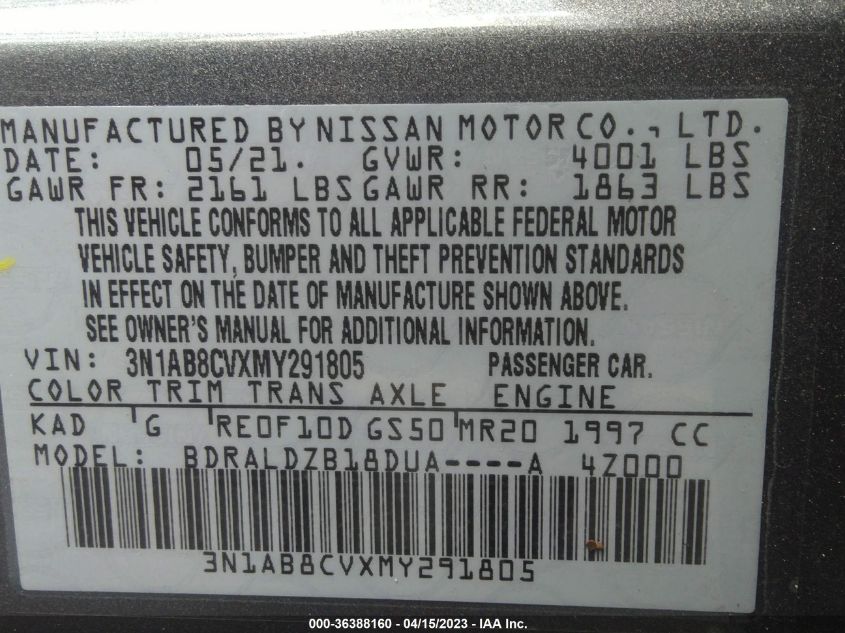 MANUFACTURED BY NISSAN MOTOR CO., LTD.
DATE: 05/21. GVWR: 4001 LBS
GAWR FR: 2161 LBS GAWR RR: 1863 LBS
THIS VEHICLE CONFORMS TO ALL APPLICABLE FEDERAL MOTOR
VEHICLE SAFETY, BUMPER AND THEFT PREVENTION STANDARDS
IN EFFECT ON THE DATE OF MANUFACTURE SHOWN ABOVE.
SEE OWNER'S MANUAL FOR ADDITIONAL INFORMATION.
VIN: 3N1AB8CVXMY291805 PASSENGER CAR.
COLOR TRIM TRANS AXLE ENGINE
KAD G RE0F10D GS50 MR20 1997 CC
MODEL: BDRALDZB18DUA----A 4Z000
3N1AB8CVXMY291805
000-36388160 - 04/15/2023 - IAA Inc.